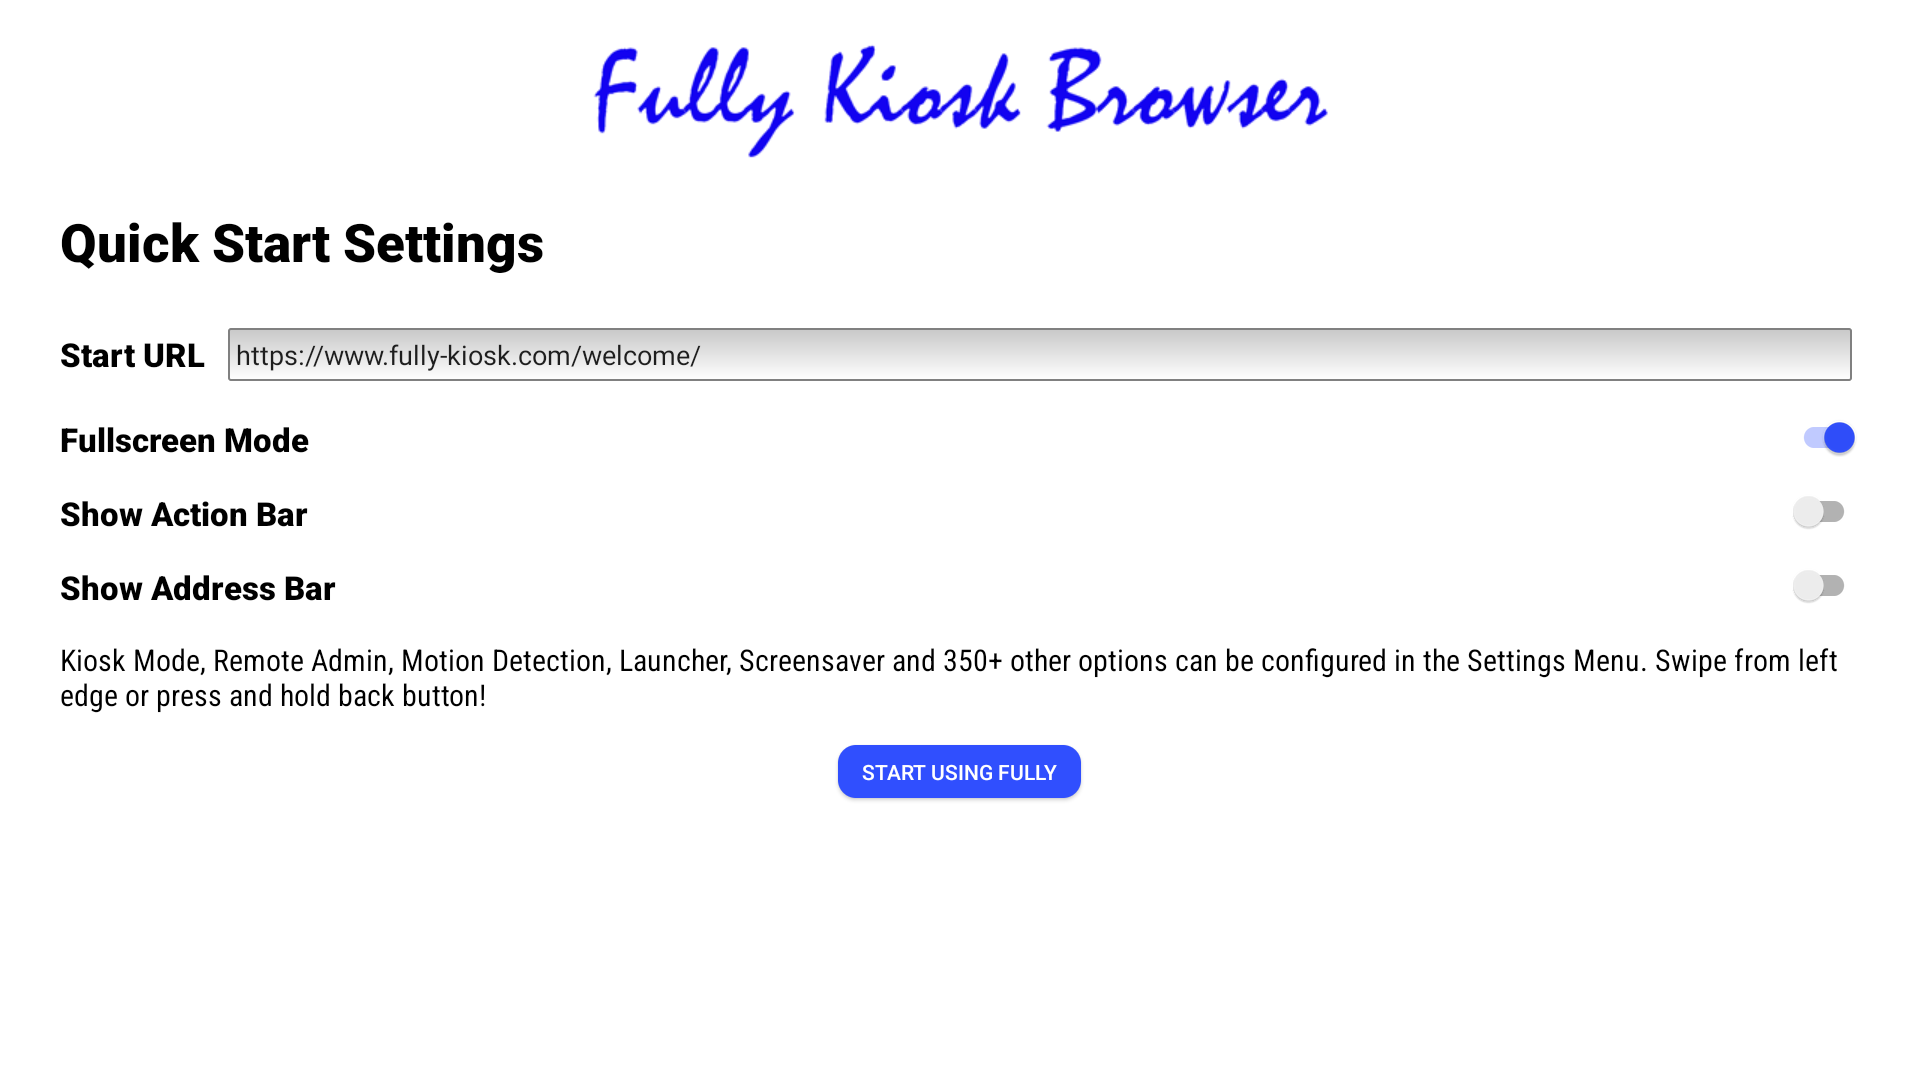 Fully Kiosk Browser
Quick Start Settings
Start URL https://www.fully-kiosk.com/welcome/
Fullscreen Mode
Show Action Bar
Show Address Bar
Kiosk Mode, Remote Admin, Motion Detection, Launcher, Screensaver and 350+ other options can be configured in the Settings Menu. Swipe from left
edge or press and hold back button!
START USING FULLY